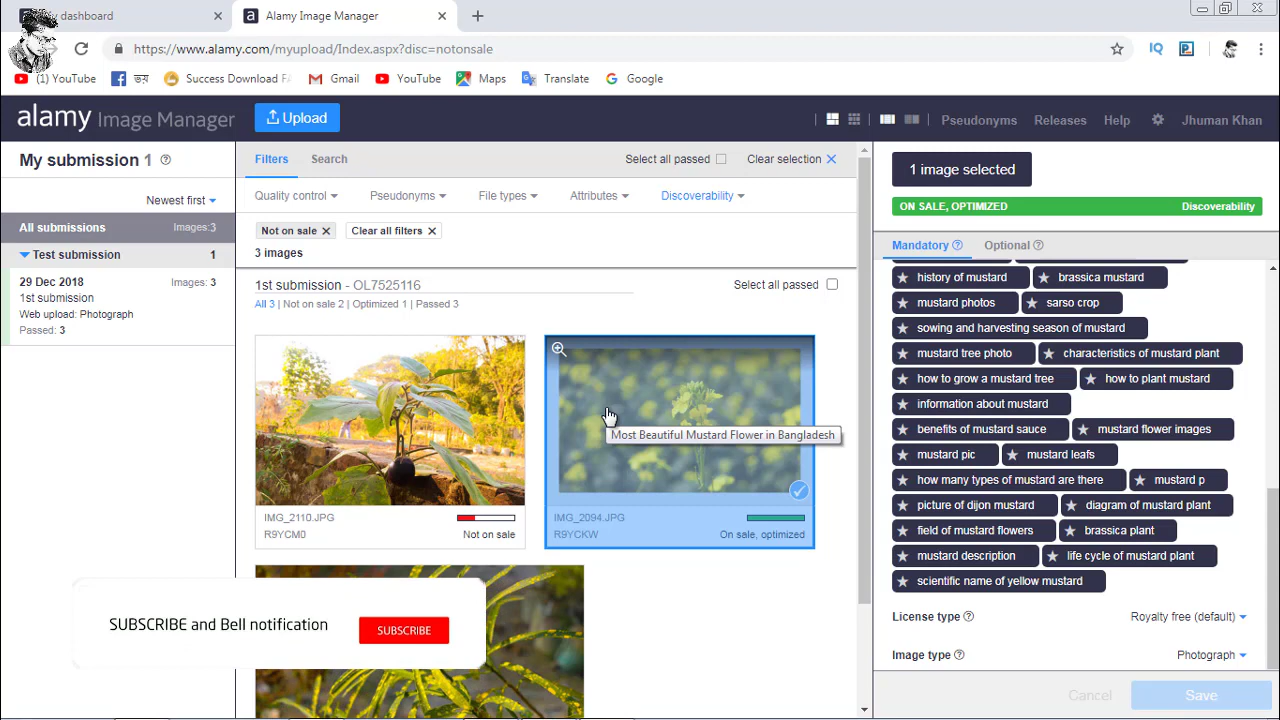 dashboard
Alamy Image Manager
https://www.alamy.com/myupload/Index.aspx?disc=notonsale
(1) YouTube
Success Download FA
Gmail
YouTube
Maps
Translate
Google
alamy Image Manager
Upload
Pseudonyms
Releases
Help
Jhuman Khan
My submission 1
Newest first
All submissions Images:3
Test submission 1
29 Dec 2018 Images: 3
1st submission
Web upload: Photograph
Passed: 3
Filters Search Select all passed Clear selection
Quality control Pseudonyms File types Attributes Discoverability
Not on sale Clear all filters
3 images
1st submission - OL7525116 Select all passed
All 3 | Not on sale 2 | Optimized 1 | Passed 3
Most Beautiful Mustard Flower in Bangladesh
IMG_2110.JPG
R9YCM0 Not on sale
IMG_2094.JPG
R9YCKW On sale, optimized
SUBSCRIBE and Bell notification SUBSCRIBE
1 image selected
ON SALE, OPTIMIZED Discoverability
Mandatory Optional
history of mustard brassica mustard
mustard photos sarso crop
sowing and harvesting season of mustard
mustard tree photo characteristics of mustard plant
how to grow a mustard tree how to plant mustard
information about mustard
benefits of mustard sauce mustard flower images
mustard pic mustard leafs
how many types of mustard are there mustard p
picture of dijon mustard diagram of mustard plant
field of mustard flowers brassica plant
mustard description life cycle of mustard plant
scientific name of yellow mustard
License type Royalty free (default)
Image type Photograph
Cancel Save